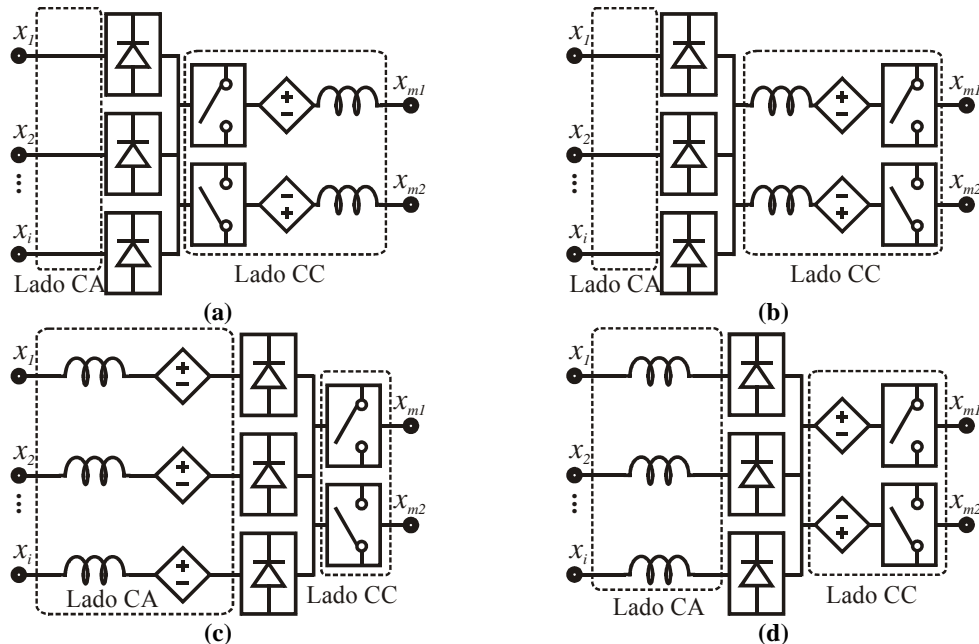 x1
xm1
x2
⋮
xm2
xi
Lado CA
Lado CC
(a)
x1
xm1
x2
⋮
xm2
xi
Lado CA
Lado CC
(b)
x1
xm1
x2
⋮
xm2
xi
Lado CA
Lado CC
(c)
x1
xm1
x2
⋮
xm2
xi
Lado CA
Lado CC
(d)